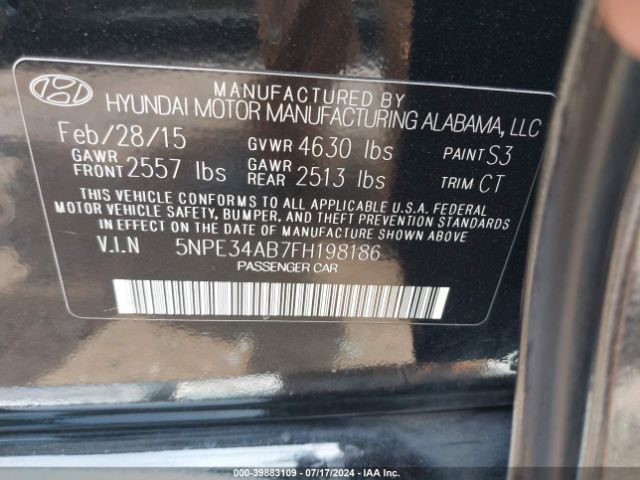 MANUFACTURED BY
HYUNDAI MOTOR MANUFACTURING ALABAMA, LLC
Feb/28/15 GVWR 4630 lbs PAINT S3
GAWR FRONT 2557 lbs GAWR REAR 2513 lbs TRIM CT
THIS VEHICLE CONFORMS TO ALL APPLICABLE U.S.A. FEDERAL
MOTOR VEHICLE SAFETY, BUMPER, AND THEFT PREVENTION
STANDARDS IN EFFECT ON THE DATE OF MANUFACTURE SHOWN ABOVE.
V.I.N 5NPE34AB7FH198186
PASSENGER CAR
000-39883109 - 07/17/2024 - IAA Inc.